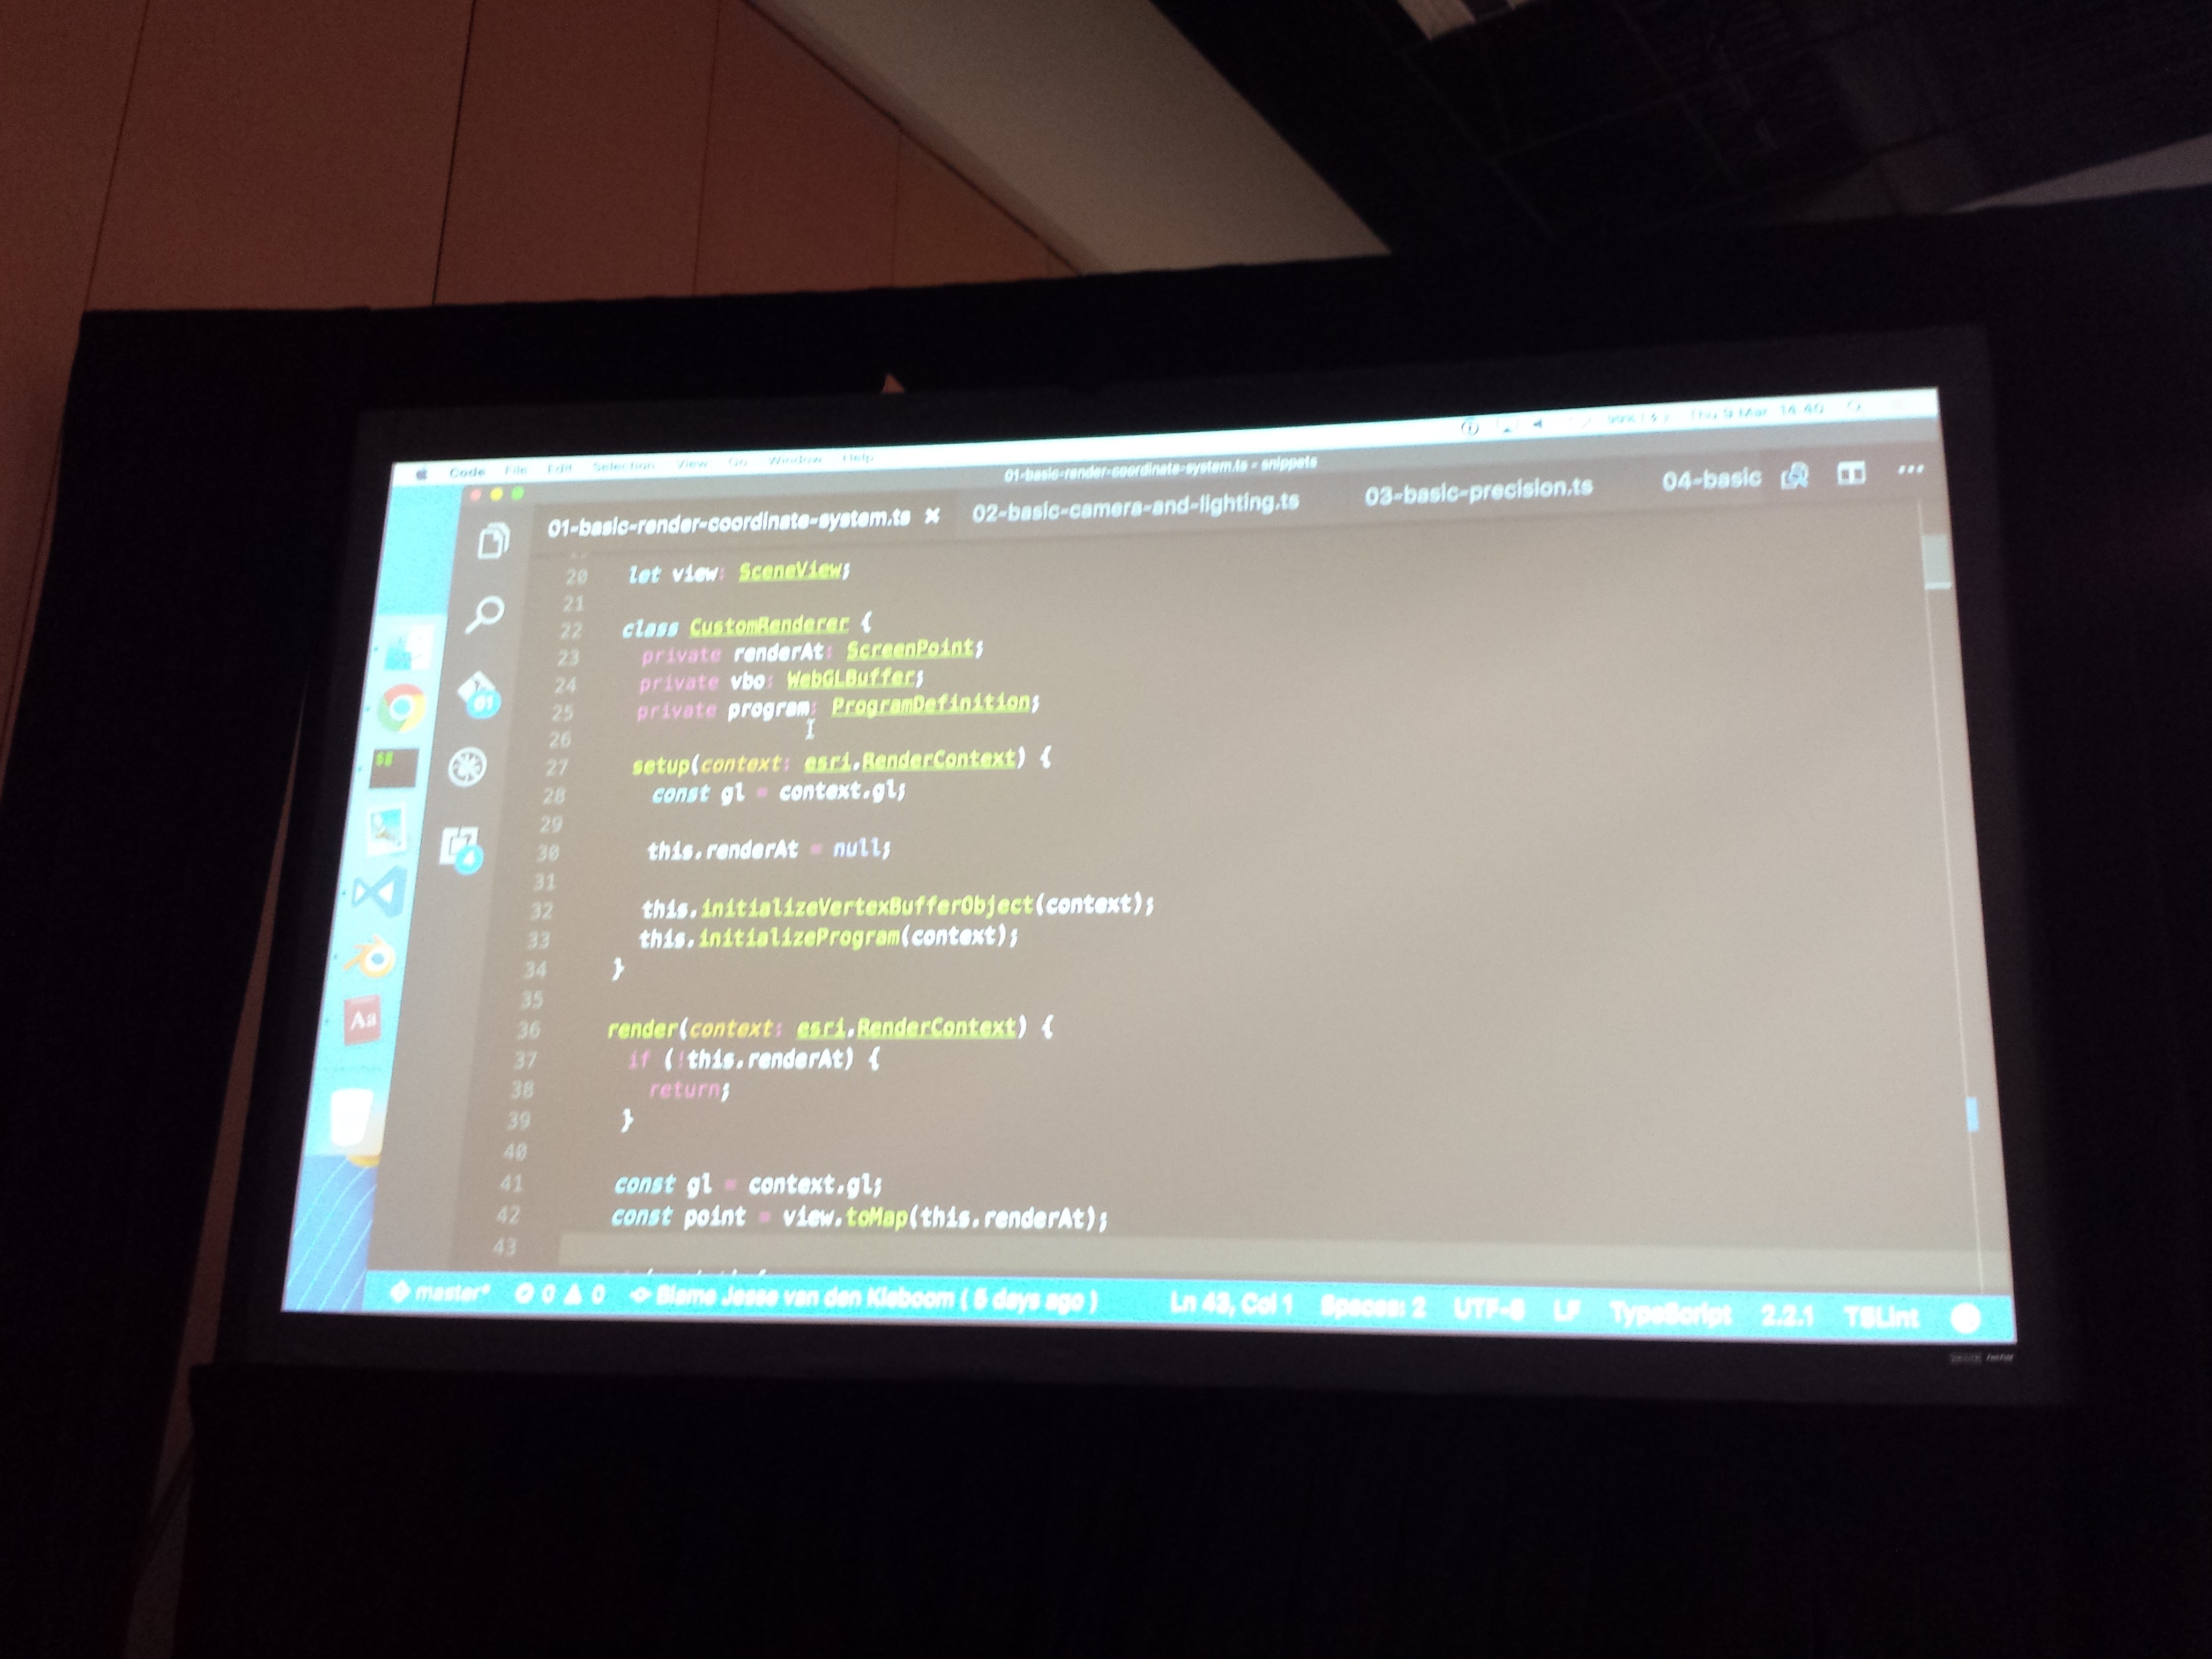 Code File Edit Selection View Go Window Help
99% Thu 9 Mar 14:40
01-basic-render-coordinate-system.ts - snippets
01-basic-render-coordinate-system.ts × 02-basic-camera-and-lighting.ts 03-basic-precision.ts 04-basic ...
20 let view: SceneView;
21
22 class CustomRenderer {
23 private renderAt: ScreenPoint;
24 private vbo: WebGLBuffer;
25 private program: ProgramDefinition;
26
27 setup(context: esri.RenderContext) {
28 const gl = context.gl;
29
30 this.renderAt = null;
31
32 this.initializeVertexBufferObject(context);
33 this.initializeProgram(context);
34 }
35
36 render(context: esri.RenderContext) {
37 if (!this.renderAt) {
38 return;
39 }
40
41 const gl = context.gl;
42 const point = view.toMap(this.renderAt);
43
61
$
4
Aa
master* 0 0 Blame Jesse van den Kieboom ( 5 days ago ) Ln 43, Col 1 Spaces: 2 UTF-8 LF TypeScript 2.2.1 TSLint